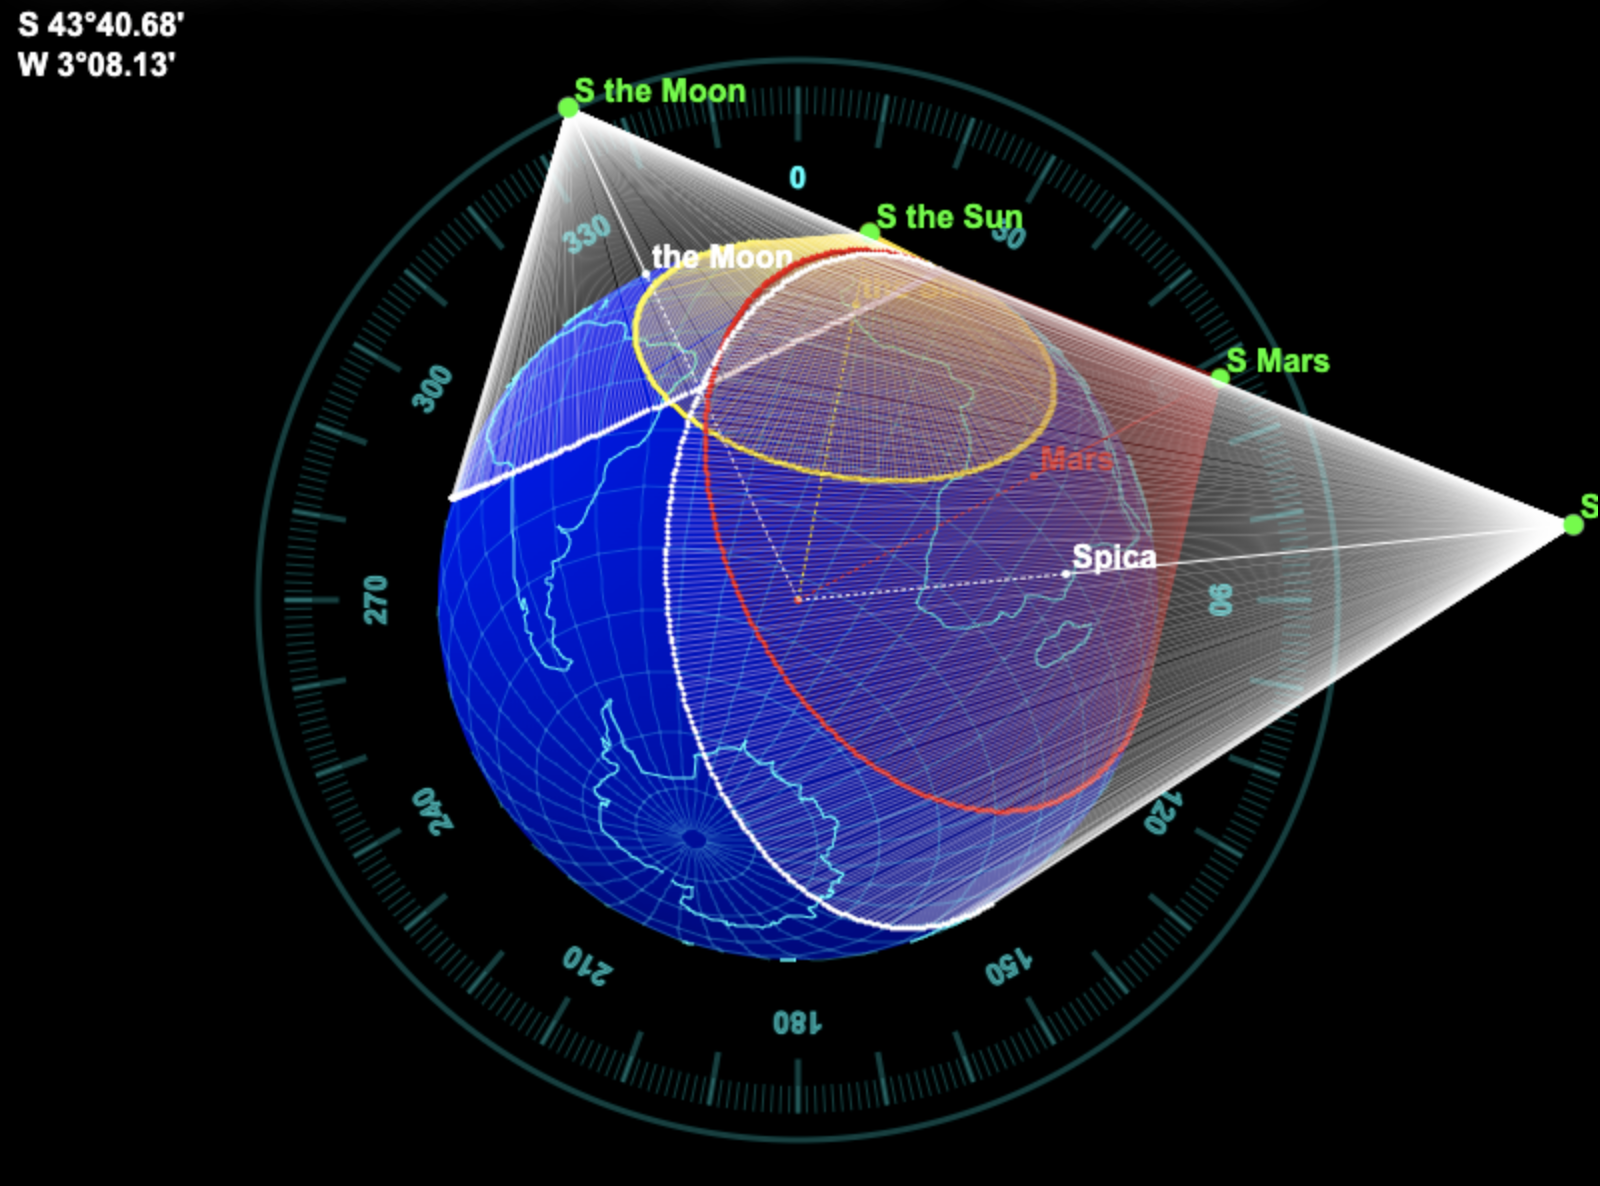 S 43°40.68'
W 3°08.13'
S the Moon
0
S the Sun
330
30
the Moon
S Mars
300
Mars
S
Spica
270
90
240
120
210
150
180